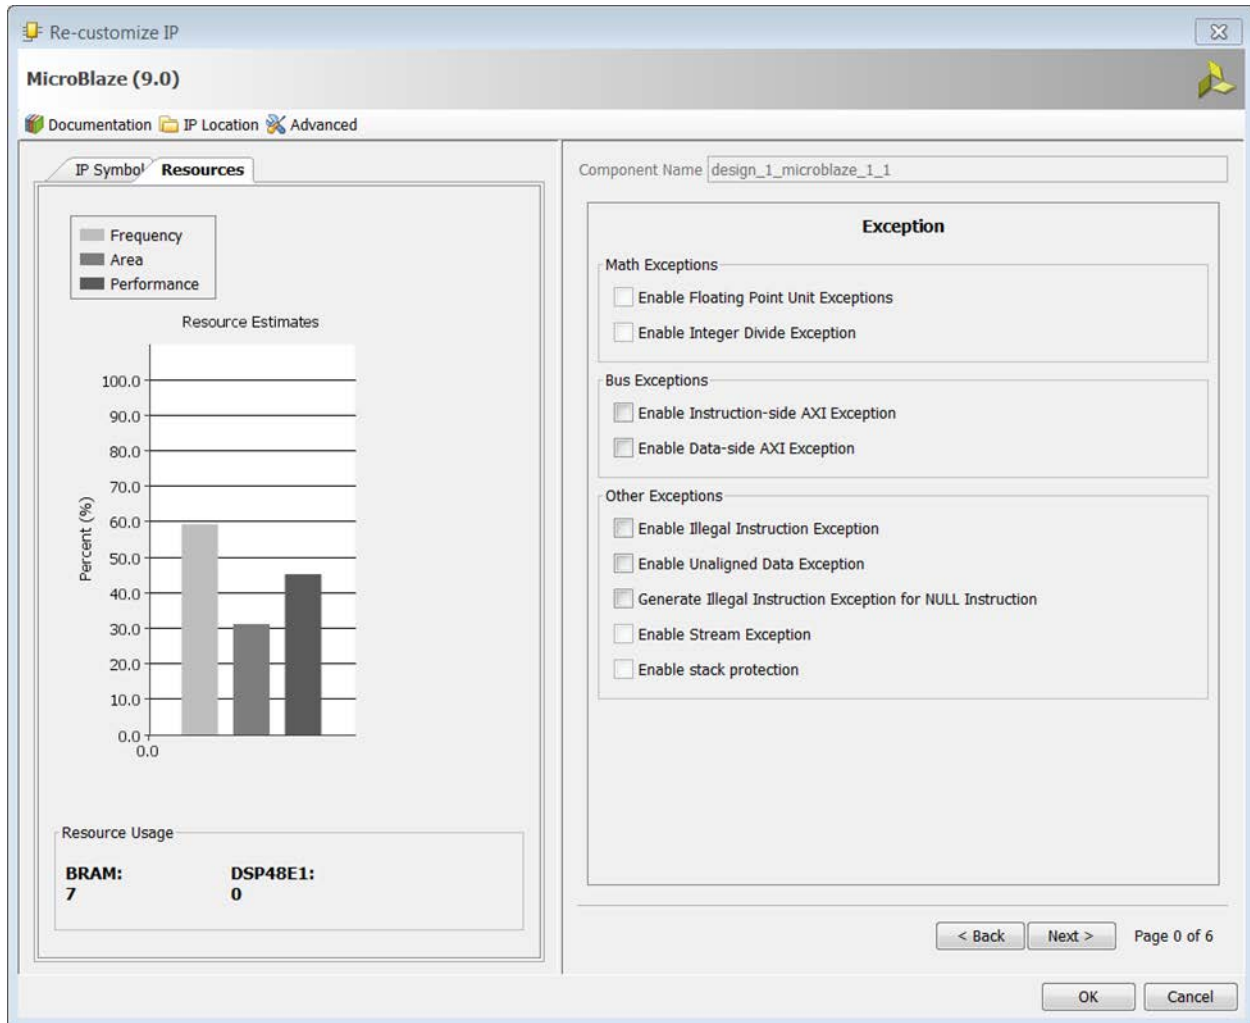 Re-customize IP
MicroBlaze (9.0)
Documentation IP Location Advanced
IP Symbol Resources
Frequency
Area
Performance
Resource Estimates
100.0
90.0
80.0
70.0
60.0
50.0
40.0
30.0
20.0
10.0
0.0
0.0
Percent (%)
Resource Usage
BRAM: DSP48E1:
7 0
Component Name design_1_microblaze_1_1
Exception
Math Exceptions
Enable Floating Point Unit Exceptions
Enable Integer Divide Exception
Bus Exceptions
Enable Instruction-side AXI Exception
Enable Data-side AXI Exception
Other Exceptions
Enable Illegal Instruction Exception
Enable Unaligned Data Exception
Generate Illegal Instruction Exception for NULL Instruction
Enable Stream Exception
Enable stack protection
< Back Next > Page 0 of 6
OK Cancel